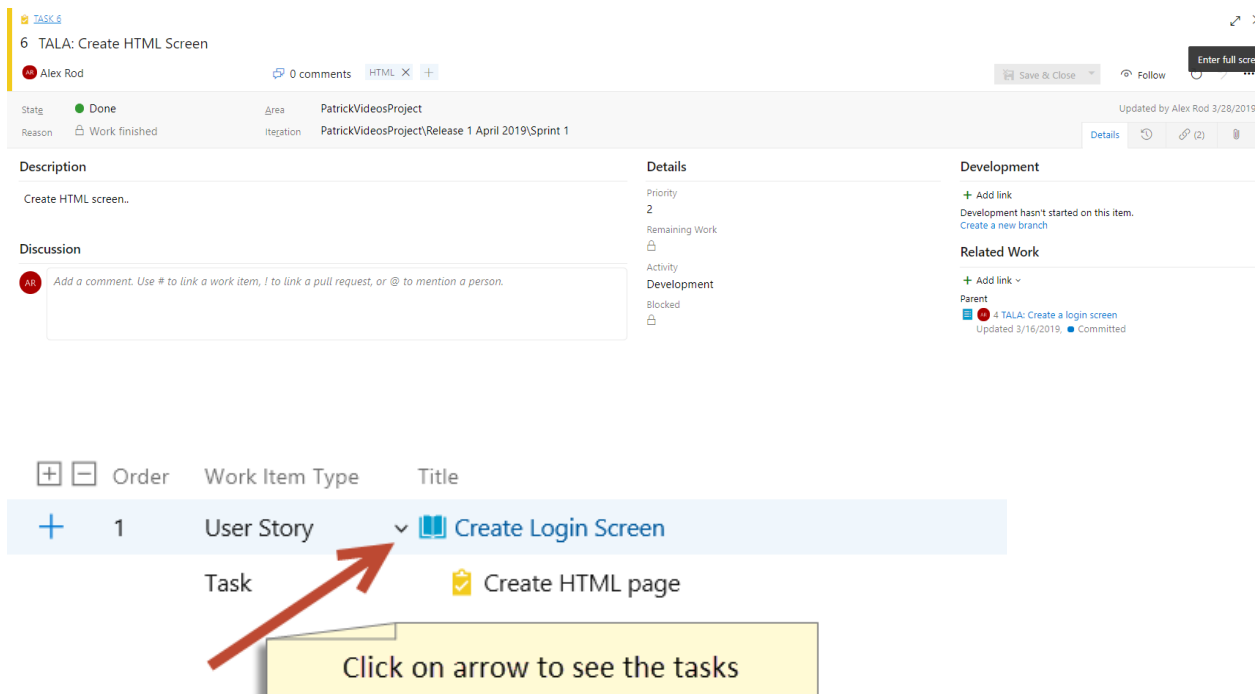 TASK 6
6 TALA: Create HTML Screen
AR Alex Rod 0 comments HTML
Save & Close Follow
Enter full scre
State Done Area PatrickVideosProject Updated by Alex Rod 3/28/2019
Reason Work finished Iteration PatrickVideosProject\Release 1 April 2019\Sprint 1
Details (2)
Description
Create HTML screen..
Discussion
AR Add a comment. Use # to link a work item, ! to link a pull request, or @ to mention a person.
Details
Priority
2
Remaining Work
Activity
Development
Blocked
Development
+ Add link
Development hasn't started on this item.
Create a new branch
Related Work
+ Add link
Parent
AR 4 TALA: Create a login screen
Updated 3/16/2019, Committed
Order Work Item Type Title
1 User Story Create Login Screen
Task Create HTML page
Click on arrow to see the tasks